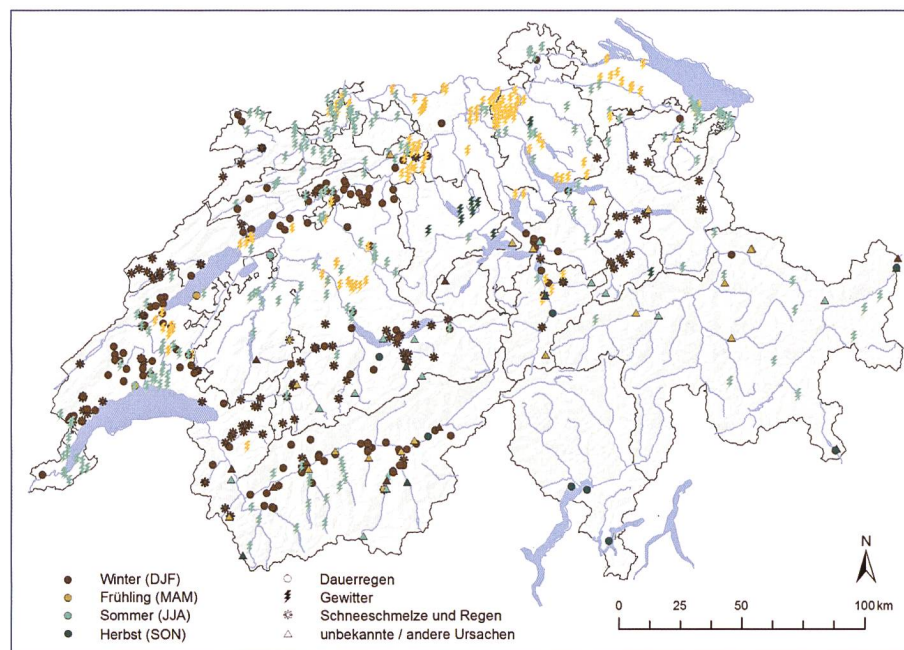 N
Winter (DJF)
Frühling (MAM)
Sommer (JJA)
Herbst (SON)
Dauerregen
Gewitter
Schneeschmelze und Regen
unbekannte / andere Ursachen
0 25 50 100 km